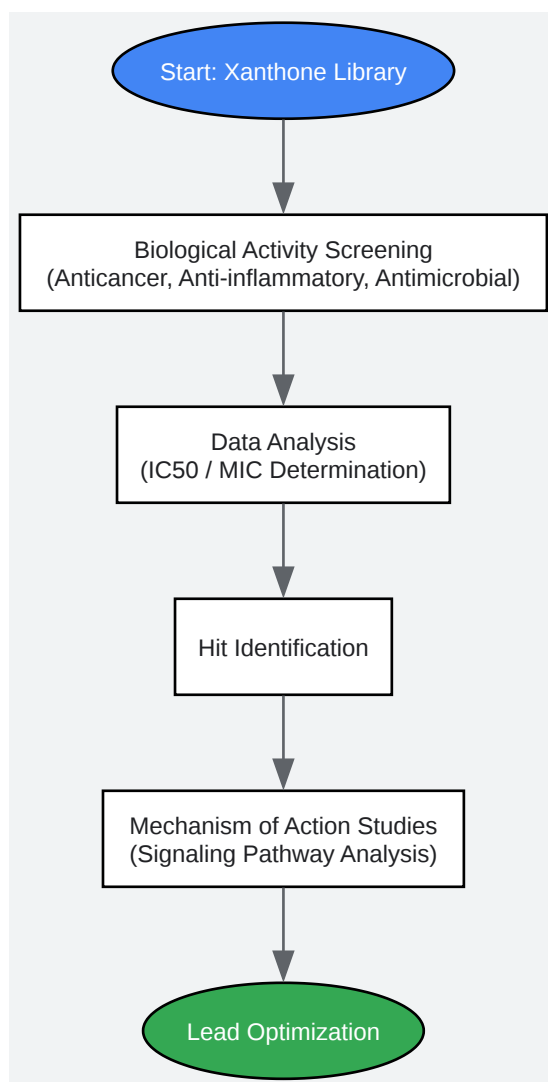 Start: Xanthone Library
Biological Activity Screening
(Anticancer, Anti-inflammatory, Antimicrobial)
Data Analysis
(IC50 / MIC Determination)
Hit Identification
Mechanism of Action Studies
(Signaling Pathway Analysis)
Lead Optimization